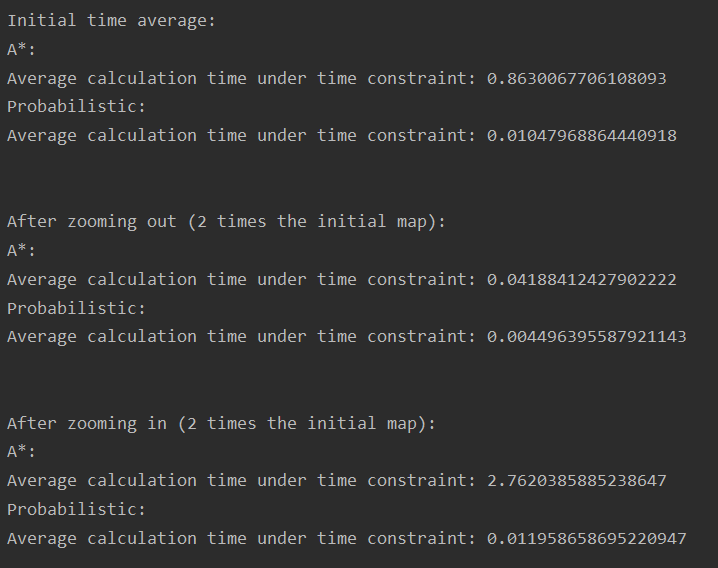 Initial time average:
A*:
Average calculation time under time constraint: 0.8630067706108093
Probabilistic:
Average calculation time under time constraint: 0.01047968864440918
After zooming out (2 times the initial map):
A*:
Average calculation time under time constraint: 0.04188412427902222
Probabilistic:
Average calculation time under time constraint: 0.004496395587921143
After zooming in (2 times the initial map):
A*:
Average calculation time under time constraint: 2.7620385885238647
Probabilistic:
Average calculation time under time constraint: 0.011958658695220947